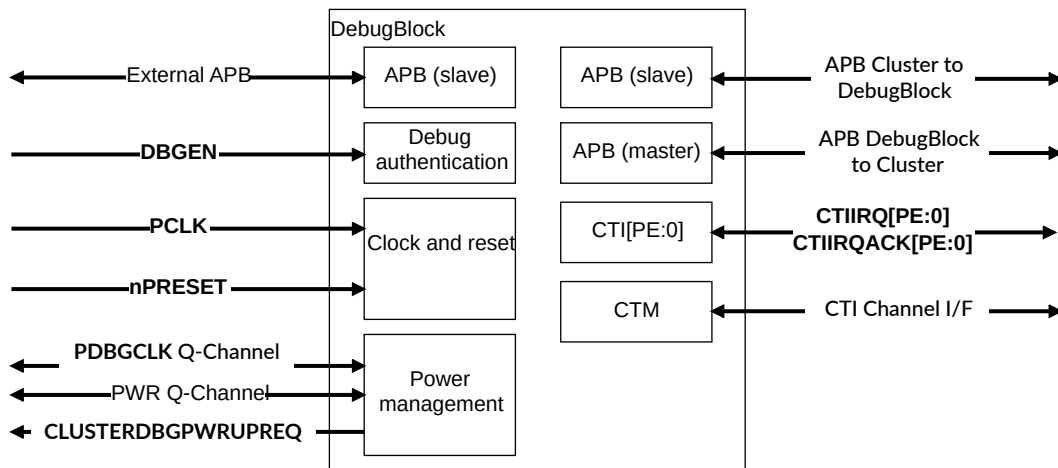 DebugBlock
External APB
APB (slave)
APB (slave)
APB Cluster to
DebugBlock
DBGEN
Debug
authentication
APB (master)
APB DebugBlock
to Cluster
PCLK
Clock and reset
CTI[PE:0]
CTIIRQ[PE:0]
CTIIRQACK[PE:0]
nPRESET
CTM
CTI Channel I/F
PDBGCLK Q-Channel
PWR Q-Channel
Power
management
CLUSTERDBGPWRUPREQ